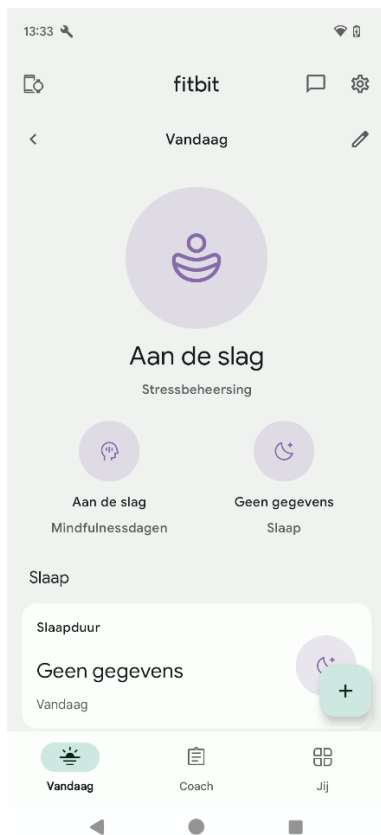 13:33
fitbit
Vandaag
Aan de slag
Stressbeheersing
Aan de slag
Mindfulnessdagen
Geen gegevens
Slaap
Slaap
Slaapduur
Geen gegevens
Vandaag
Vandaag
Coach
Jij